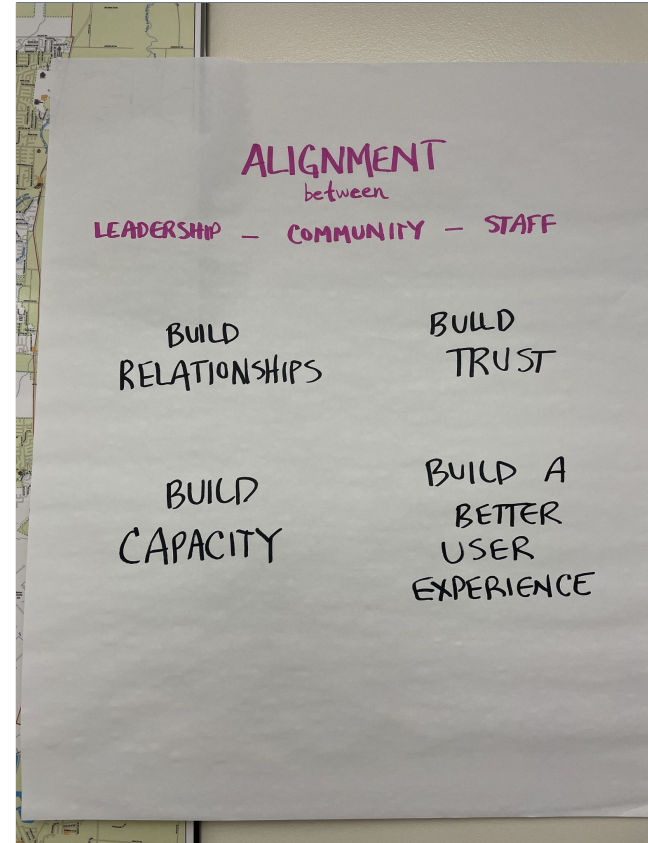 ALIGNMENT
between
LEADERSHIP – COMMUNITY – STAFF
BUILD
RELATIONSHIPS
BUILD
TRUST
BUILD
CAPACITY
BUILD A
BETTER
USER
EXPERIENCE